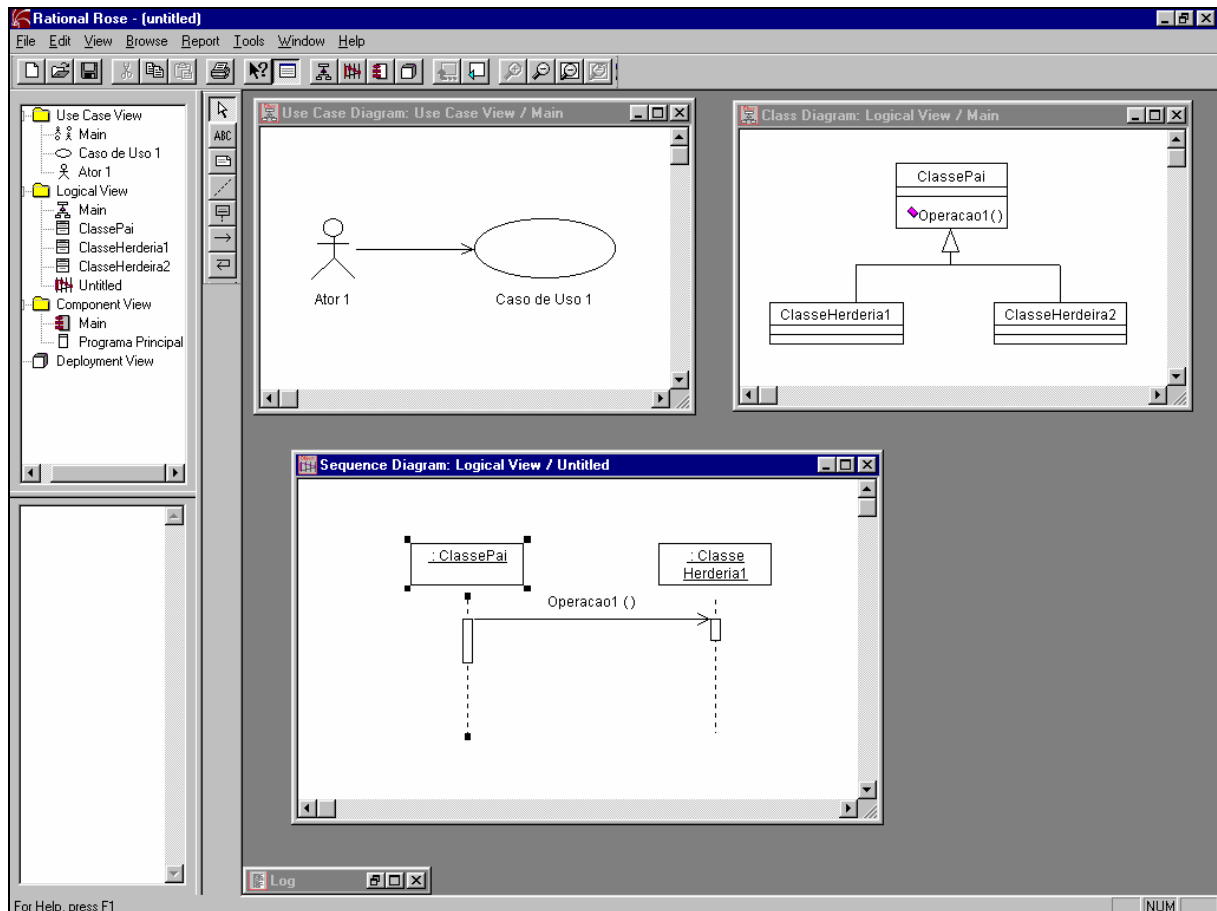 Rational Rose - (untitled)
File Edit View Browse Report Tools Window Help
Use Case View
Main
Caso de Uso 1
Ator 1
Logical View
Main
ClassePai
ClasseHerderia1
ClasseHerdeira2
Untitled
Component View
Main
Programa Principal
Deployment View
ABC
Use Case Diagram: Use Case View / Main
Ator 1
Caso de Uso 1
Class Diagram: Logical View / Main
ClassePai
Operacao1()
ClasseHerderia1
ClasseHerdeira2
Sequence Diagram: Logical View / Untitled
: ClassePai
: Classe
Herderia1
Operacao1 ()
Log
For Help, press F1
NUM